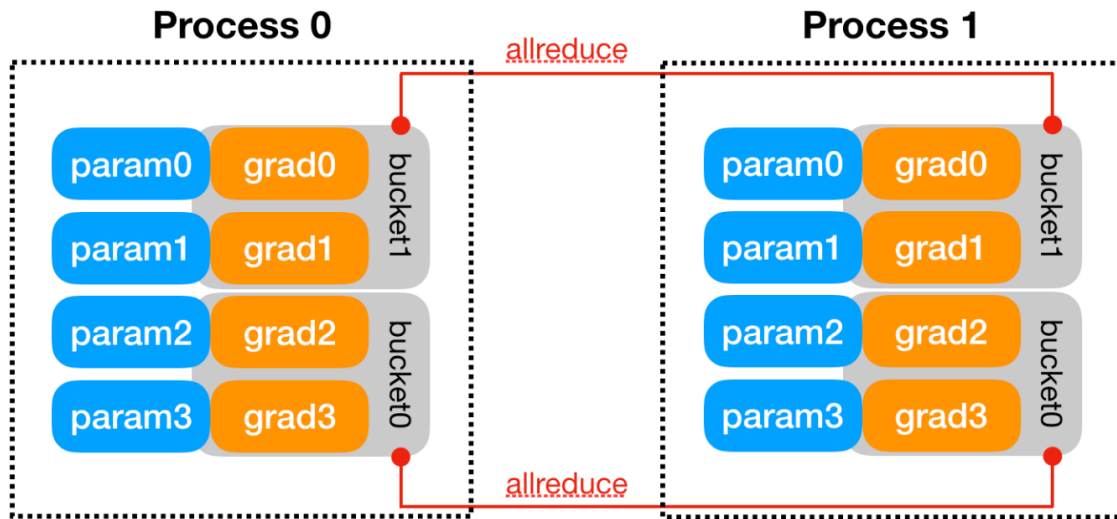 Process 0
Process 1
allreduce
param0 grad0
param1 grad1
bucket1
param2 grad2
param3 grad3
bucket0
param0 grad0
param1 grad1
bucket1
param2 grad2
param3 grad3
bucket0
allreduce